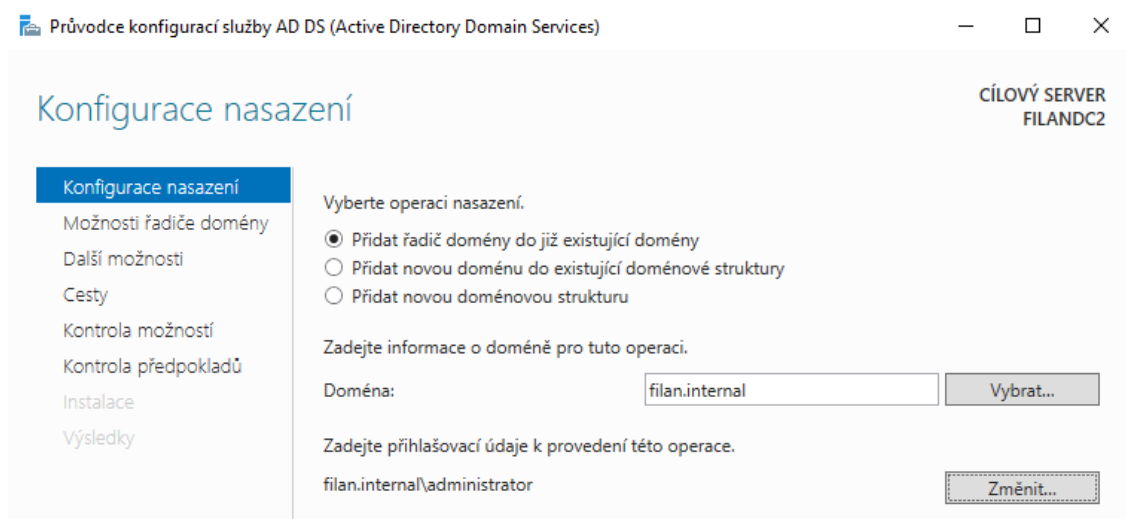 Průvodce konfigurací služby AD DS (Active Directory Domain Services)
Konfigurace nasazení
CÍLOVÝ SERVER
FILANDC2
Konfigurace nasazení
Možnosti řadiče domény
Další možnosti
Cesty
Kontrola možností
Kontrola předpokladů
Instalace
Výsledky
Vyberte operaci nasazení.
Přidat řadič domény do již existující domény
Přidat novou doménu do existující doménové struktury
Přidat novou doménovou strukturu
Zadejte informace o doméně pro tuto operaci.
Doména: filan.internal Vybrat...
Zadejte přihlašovací údaje k provedení této operace.
filan.internal\administrator Změnit...